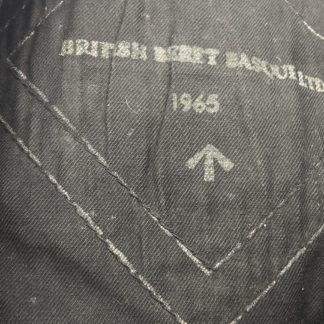 BRITISH BERET BASQUE LTD
1965